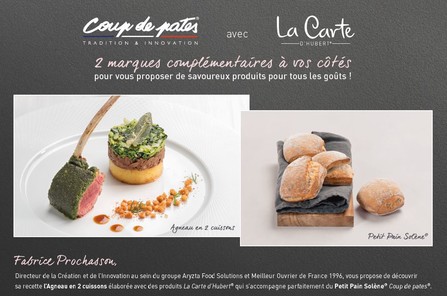 Coup de pates®
TRADITION & INNOVATION
avec
La Carte
D'HUBERT®
2 marques complémentaires à vos côtés
pour vous proposer de savoureux produits pour tous les goûts !
Agneau en 2 cuissons
Petit Pain Solène®
Fabrice Prochasson,
Directeur de la Création et de l'Innovation au sein du groupe Aryzta Food Solutions et Meilleur Ouvrier de France 1996, vous propose de découvrir
sa recette l'Agneau en 2 cuissons élaborée avec des produits La Carte d'Hubert® qui s'accompagne parfaitement du Petit Pain Solène® Coup de pates®.